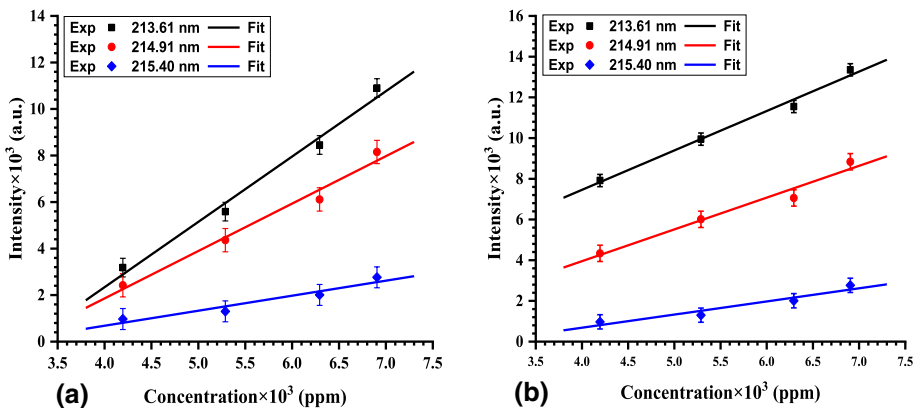 Exp 213.61 nm Fit
Exp 214.91 nm Fit
Exp 215.40 nm Fit
Intensity×10³ (a.u.)
14
12
10
8
6
4
2
0
3.5 4.0 4.5 5.0 5.5 6.0 6.5 7.0 7.5
(a) Concentration×10³ (ppm)
Exp 213.61 nm Fit
Exp 214.91 nm Fit
Exp 215.40 nm Fit
Intensity×10³ (a.u.)
16
14
12
10
8
6
4
2
0
3.5 4.0 4.5 5.0 5.5 6.0 6.5 7.0 7.5
(b) Concentration×10³ (ppm)